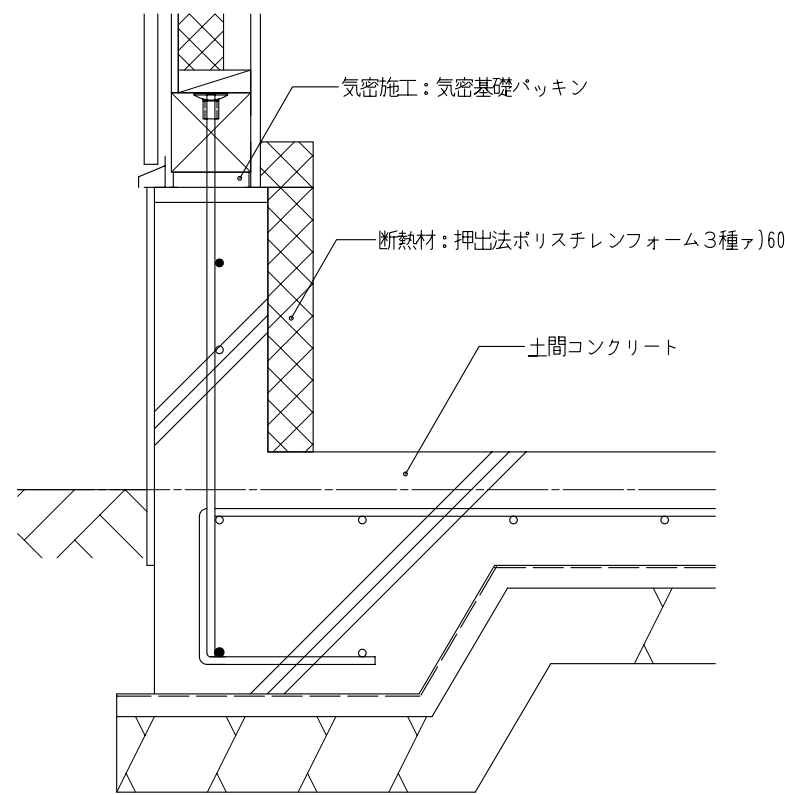 気密施工：気密基礎パッキン
断熱材：押出法ポリスチレンフォーム３種ァ)60
土間コンクリート